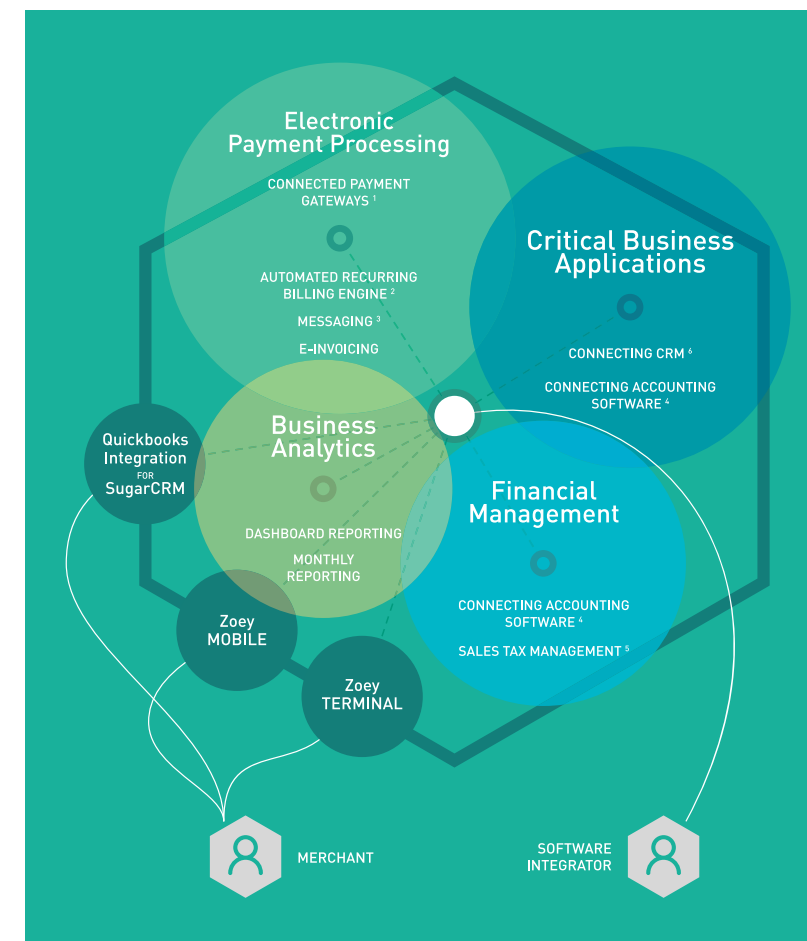 Electronic
Payment Processing
CONNECTED PAYMENT
GATEWAYS ¹
AUTOMATED RECURRING
BILLING ENGINE ²
MESSAGING ³
E-INVOICING
Critical Business
Applications
CONNECTING CRM ⁶
CONNECTING ACCOUNTING
SOFTWARE ⁴
Business
Analytics
DASHBOARD REPORTING
MONTHLY
REPORTING
Quickbooks
Integration
FOR
SugarCRM
Financial
Management
CONNECTING ACCOUNTING
SOFTWARE ⁴
SALES TAX MANAGEMENT ⁵
Zoey
MOBILE
Zoey
TERMINAL
MERCHANT
SOFTWARE
INTEGRATOR